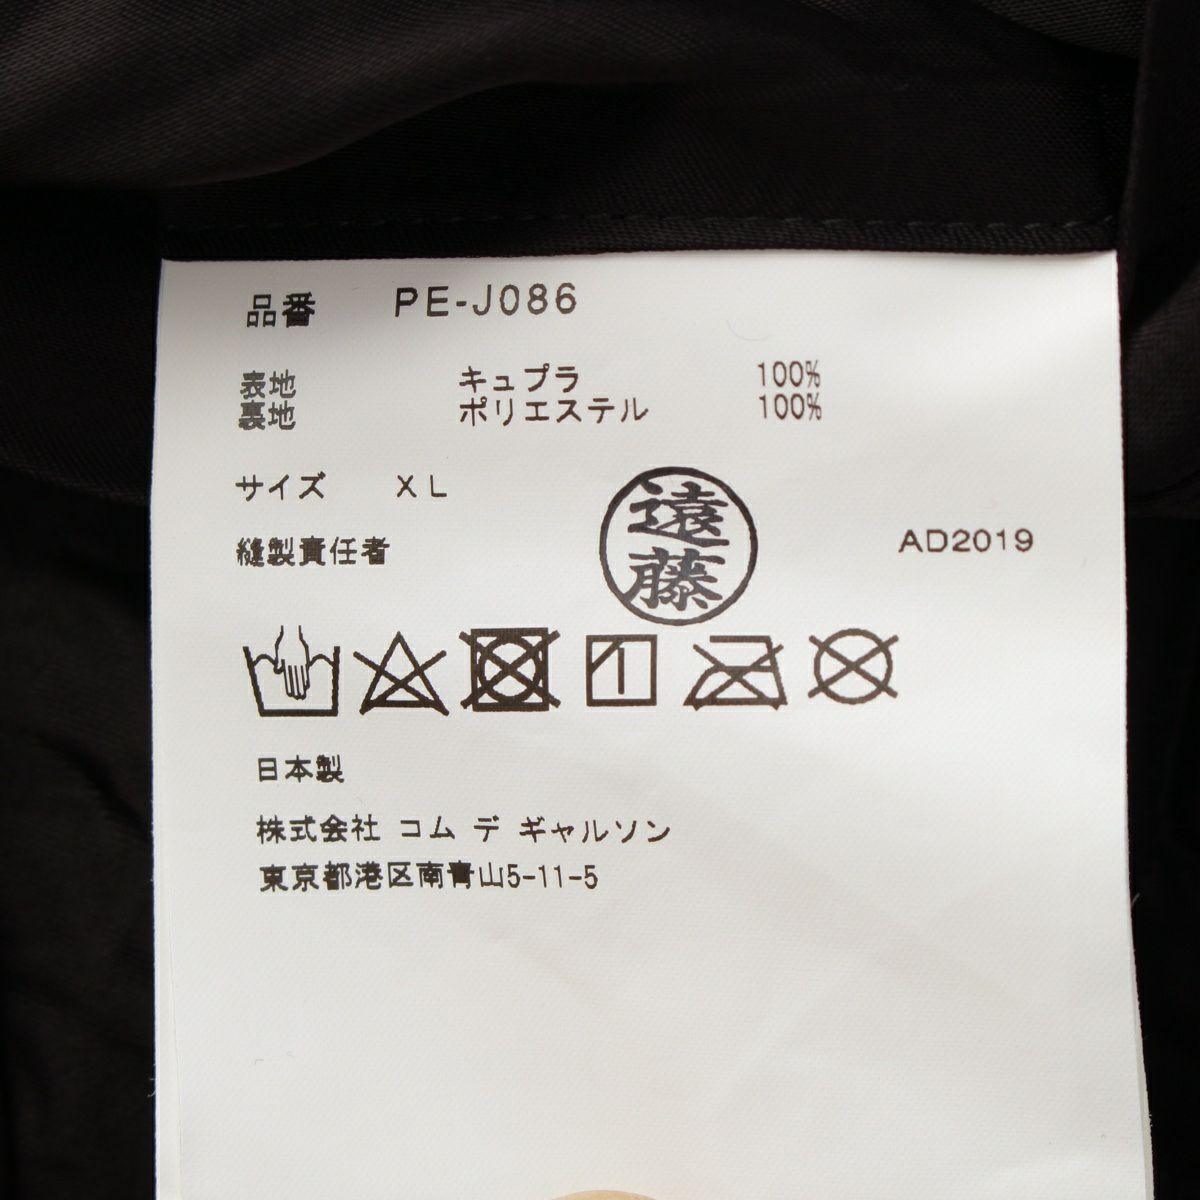 品番 PE-J086
表地 キュプラ 100%
裏地 ポリエステル 100%
サイズ XL
縫製責任者 遠藤 AD2019
日本製
株式会社 コム デ ギャルソン
東京都港区南青山5-11-5